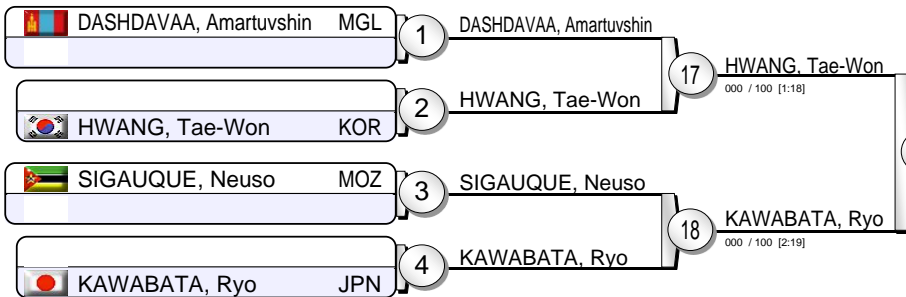 DASHDAVAA, Amartuvshin MGL
1
DASHDAVAA, Amartuvshin
17
HWANG, Tae-Won
000 / 100 [1:18]
2
HWANG, Tae-Won
HWANG, Tae-Won KOR
SIGAUQUE, Neuso MOZ
3
SIGAUQUE, Neuso
18
KAWABATA, Ryo
000 / 100 [2:19]
4
KAWABATA, Ryo
KAWABATA, Ryo JPN